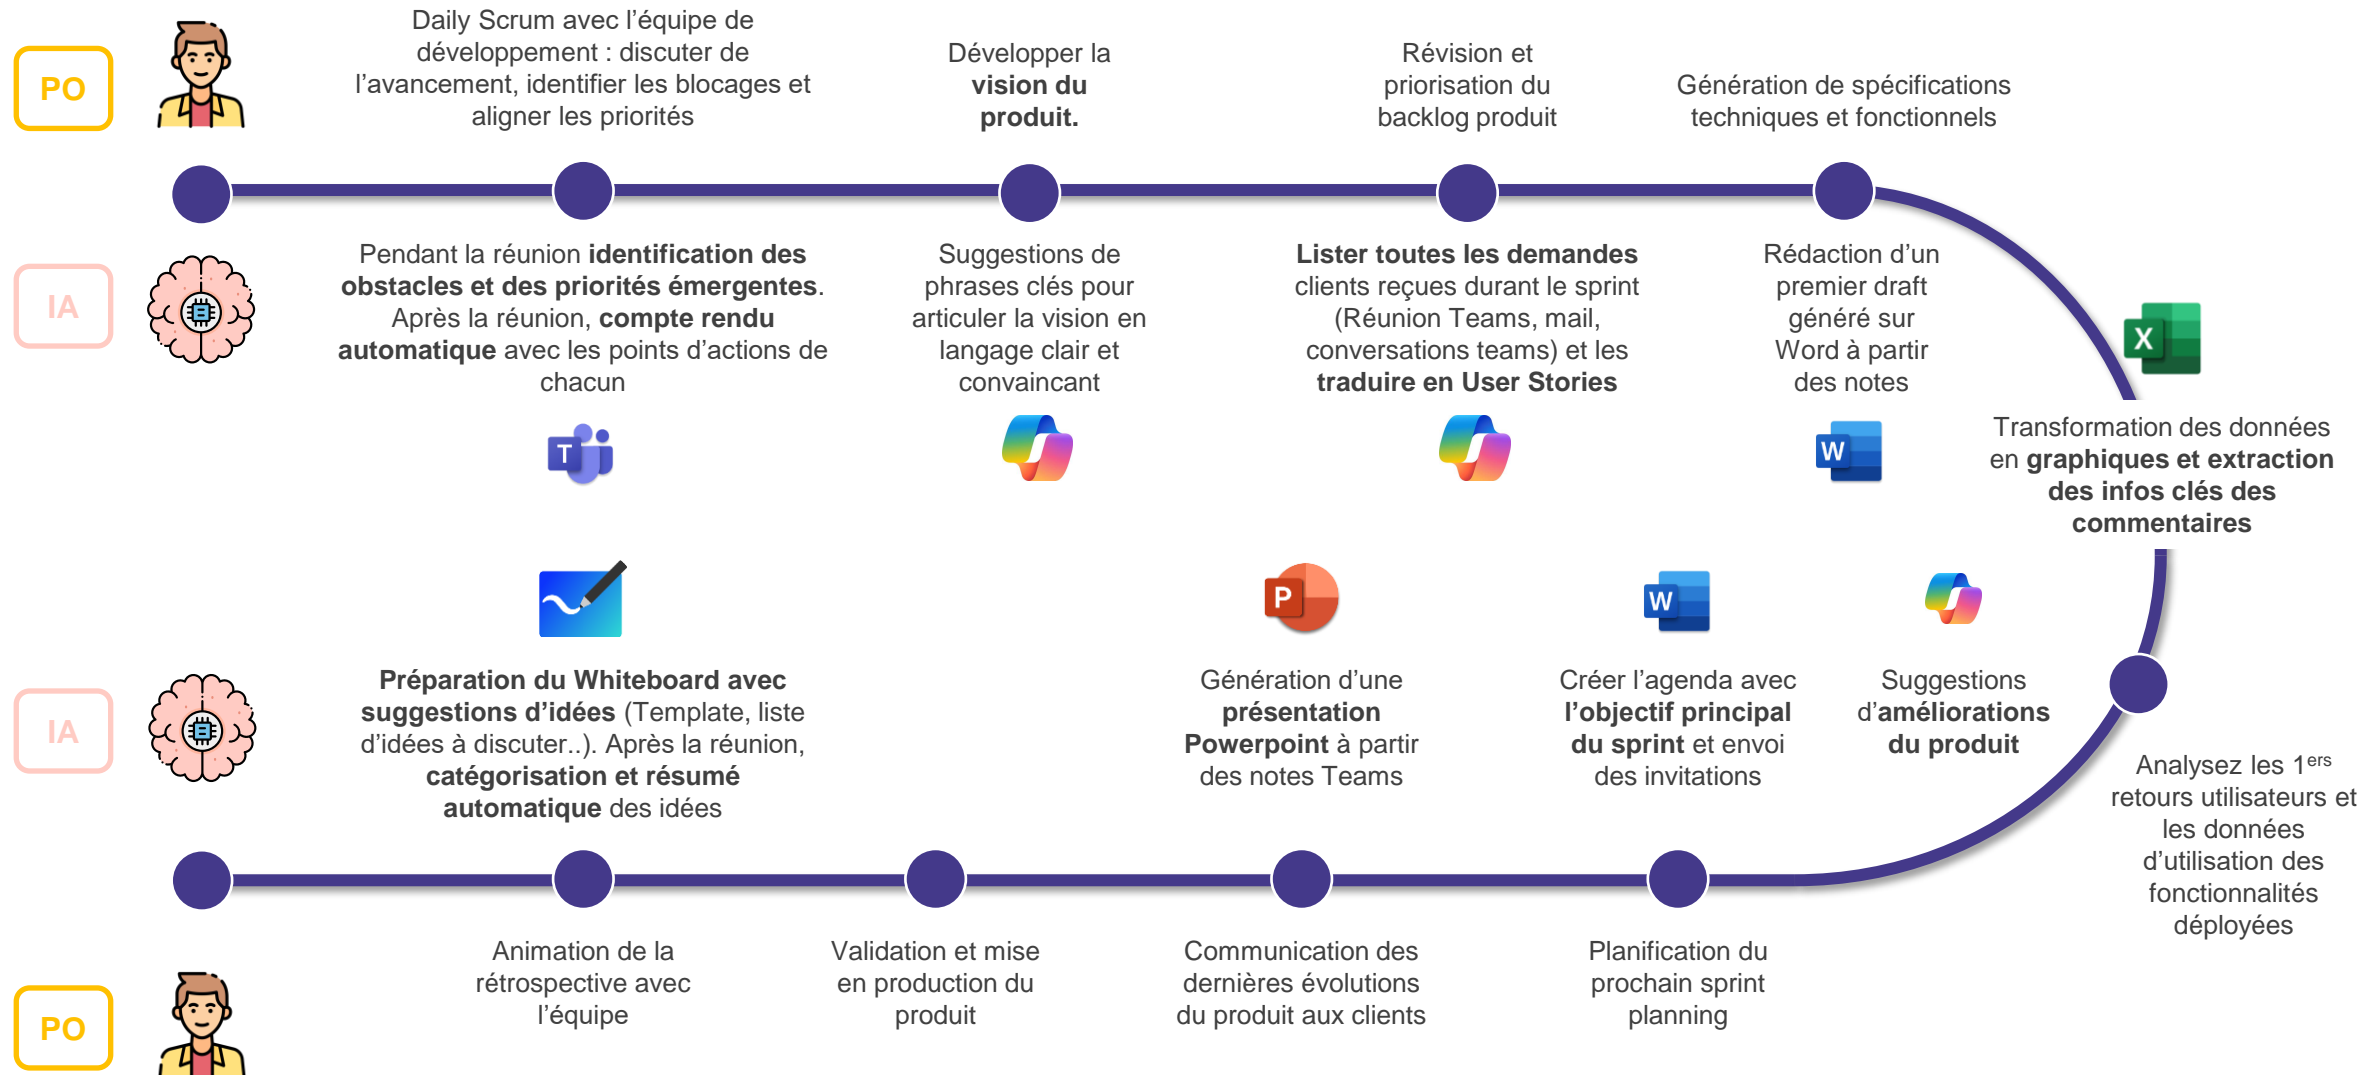 PO
Daily Scrum avec l’équipe de
développement : discuter de
l’avancement, identifier les blocages et
aligner les priorités
Développer la
vision du
produit.
Révision et
priorisation du
backlog produit
Génération de spécifications
techniques et fonctionnels
IA
Pendant la réunion identification des
obstacles et des priorités émergentes.
Après la réunion, compte rendu
automatique avec les points d’actions de
chacun
T
Suggestions de
phrases clés pour
articuler la vision en
langage clair et
convaincant
Lister toutes les demandes
clients reçues durant le sprint
(Réunion Teams, mail,
conversations teams) et les
traduire en User Stories
Rédaction d’un
premier draft
généré sur
Word à partir
des notes
W
X
Transformation des données
en graphiques et extraction
des infos clés des
commentaires
IA
Préparation du Whiteboard avec
suggestions d’idées (Template, liste
d’idées à discuter..). Après la réunion,
catégorisation et résumé
automatique des idées
P
Génération d’une
présentation
Powerpoint à partir
des notes Teams
W
Créer l’agenda avec
l’objectif principal
du sprint et envoi
des invitations
Suggestions
d’améliorations
du produit
Analysez les 1ers
retours utilisateurs et
les données
d’utilisation des
fonctionnalités
déployées
PO
Animation de la
rétrospective avec
l’équipe
Validation et mise
en production du
produit
Communication des
dernières évolutions
du produit aux clients
Planification du
prochain sprint
planning